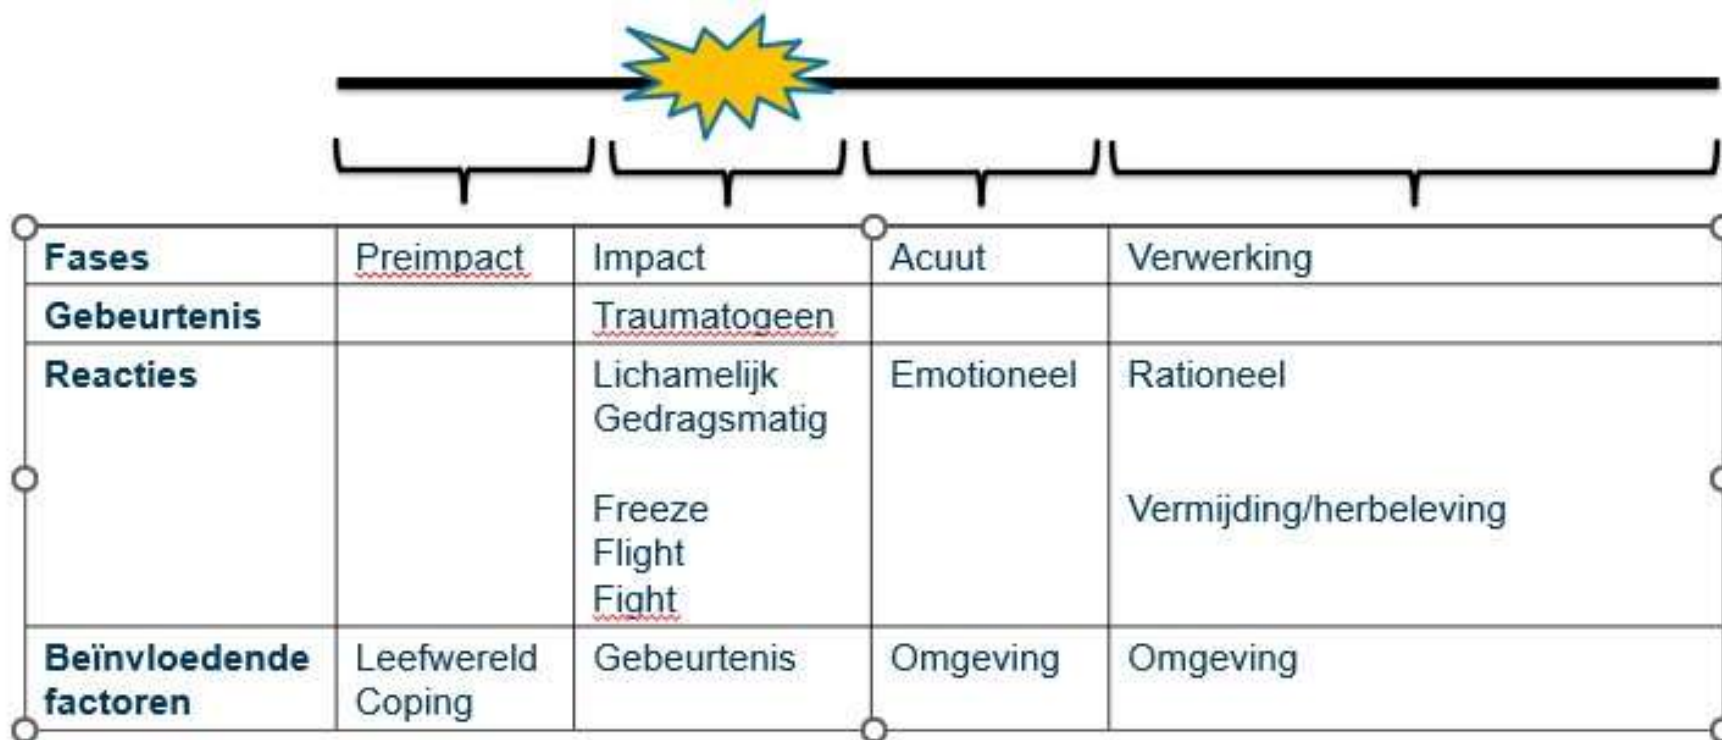 Fases Preimpact Impact Acuut Verwerking
Gebeurtenis Traumatogeen
Reacties Lichamelijk Emotioneel Rationeel
Gedragsmatig
Freeze Vermijding/herbeleving
Flight
Fight
Beïnvloedende Leefwereld Gebeurtenis Omgeving Omgeving
factoren Coping